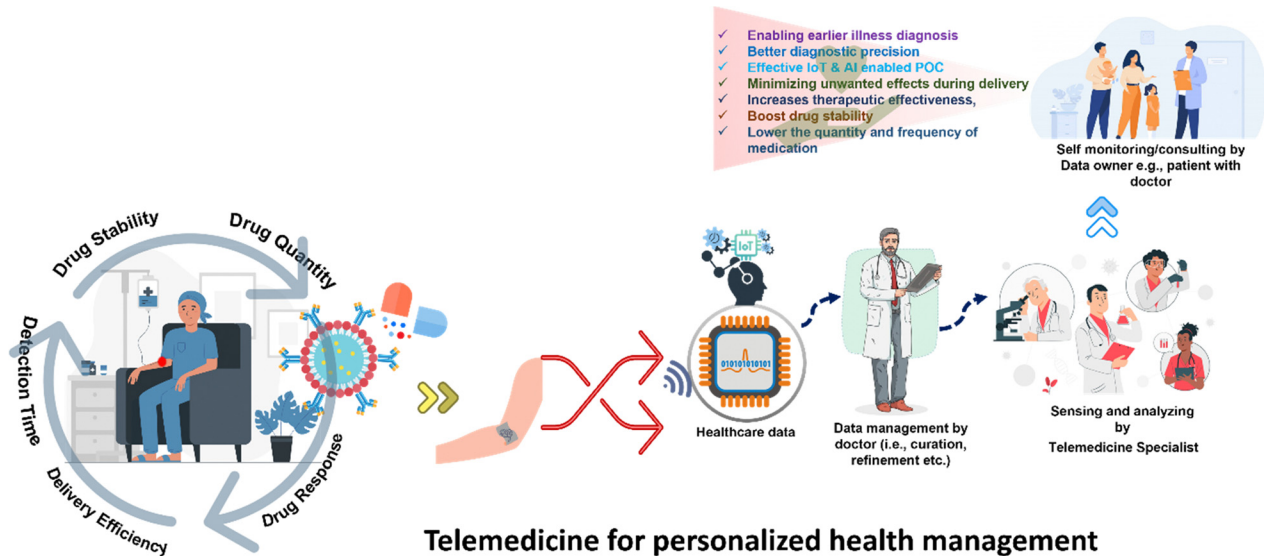 Enabling earlier illness diagnosis
Better diagnostic precision
Effective IoT & AI enabled POC
Minimizing unwanted effects during delivery
Increases therapeutic effectiveness,
Boost drug stability
Lower the quantity and frequency of
medication
Self monitoring/consulting by
Data owner e.g., patient with
doctor
Drug Stability
Drug Quantity
Detection Time
Delivery Efficiency
Drug Response
IoT
010101010101
Healthcare data
Data management by
doctor (i.e., curation,
refinement etc.)
Sensing and analyzing
by
Telemedicine Specialist
Telemedicine for personalized health management